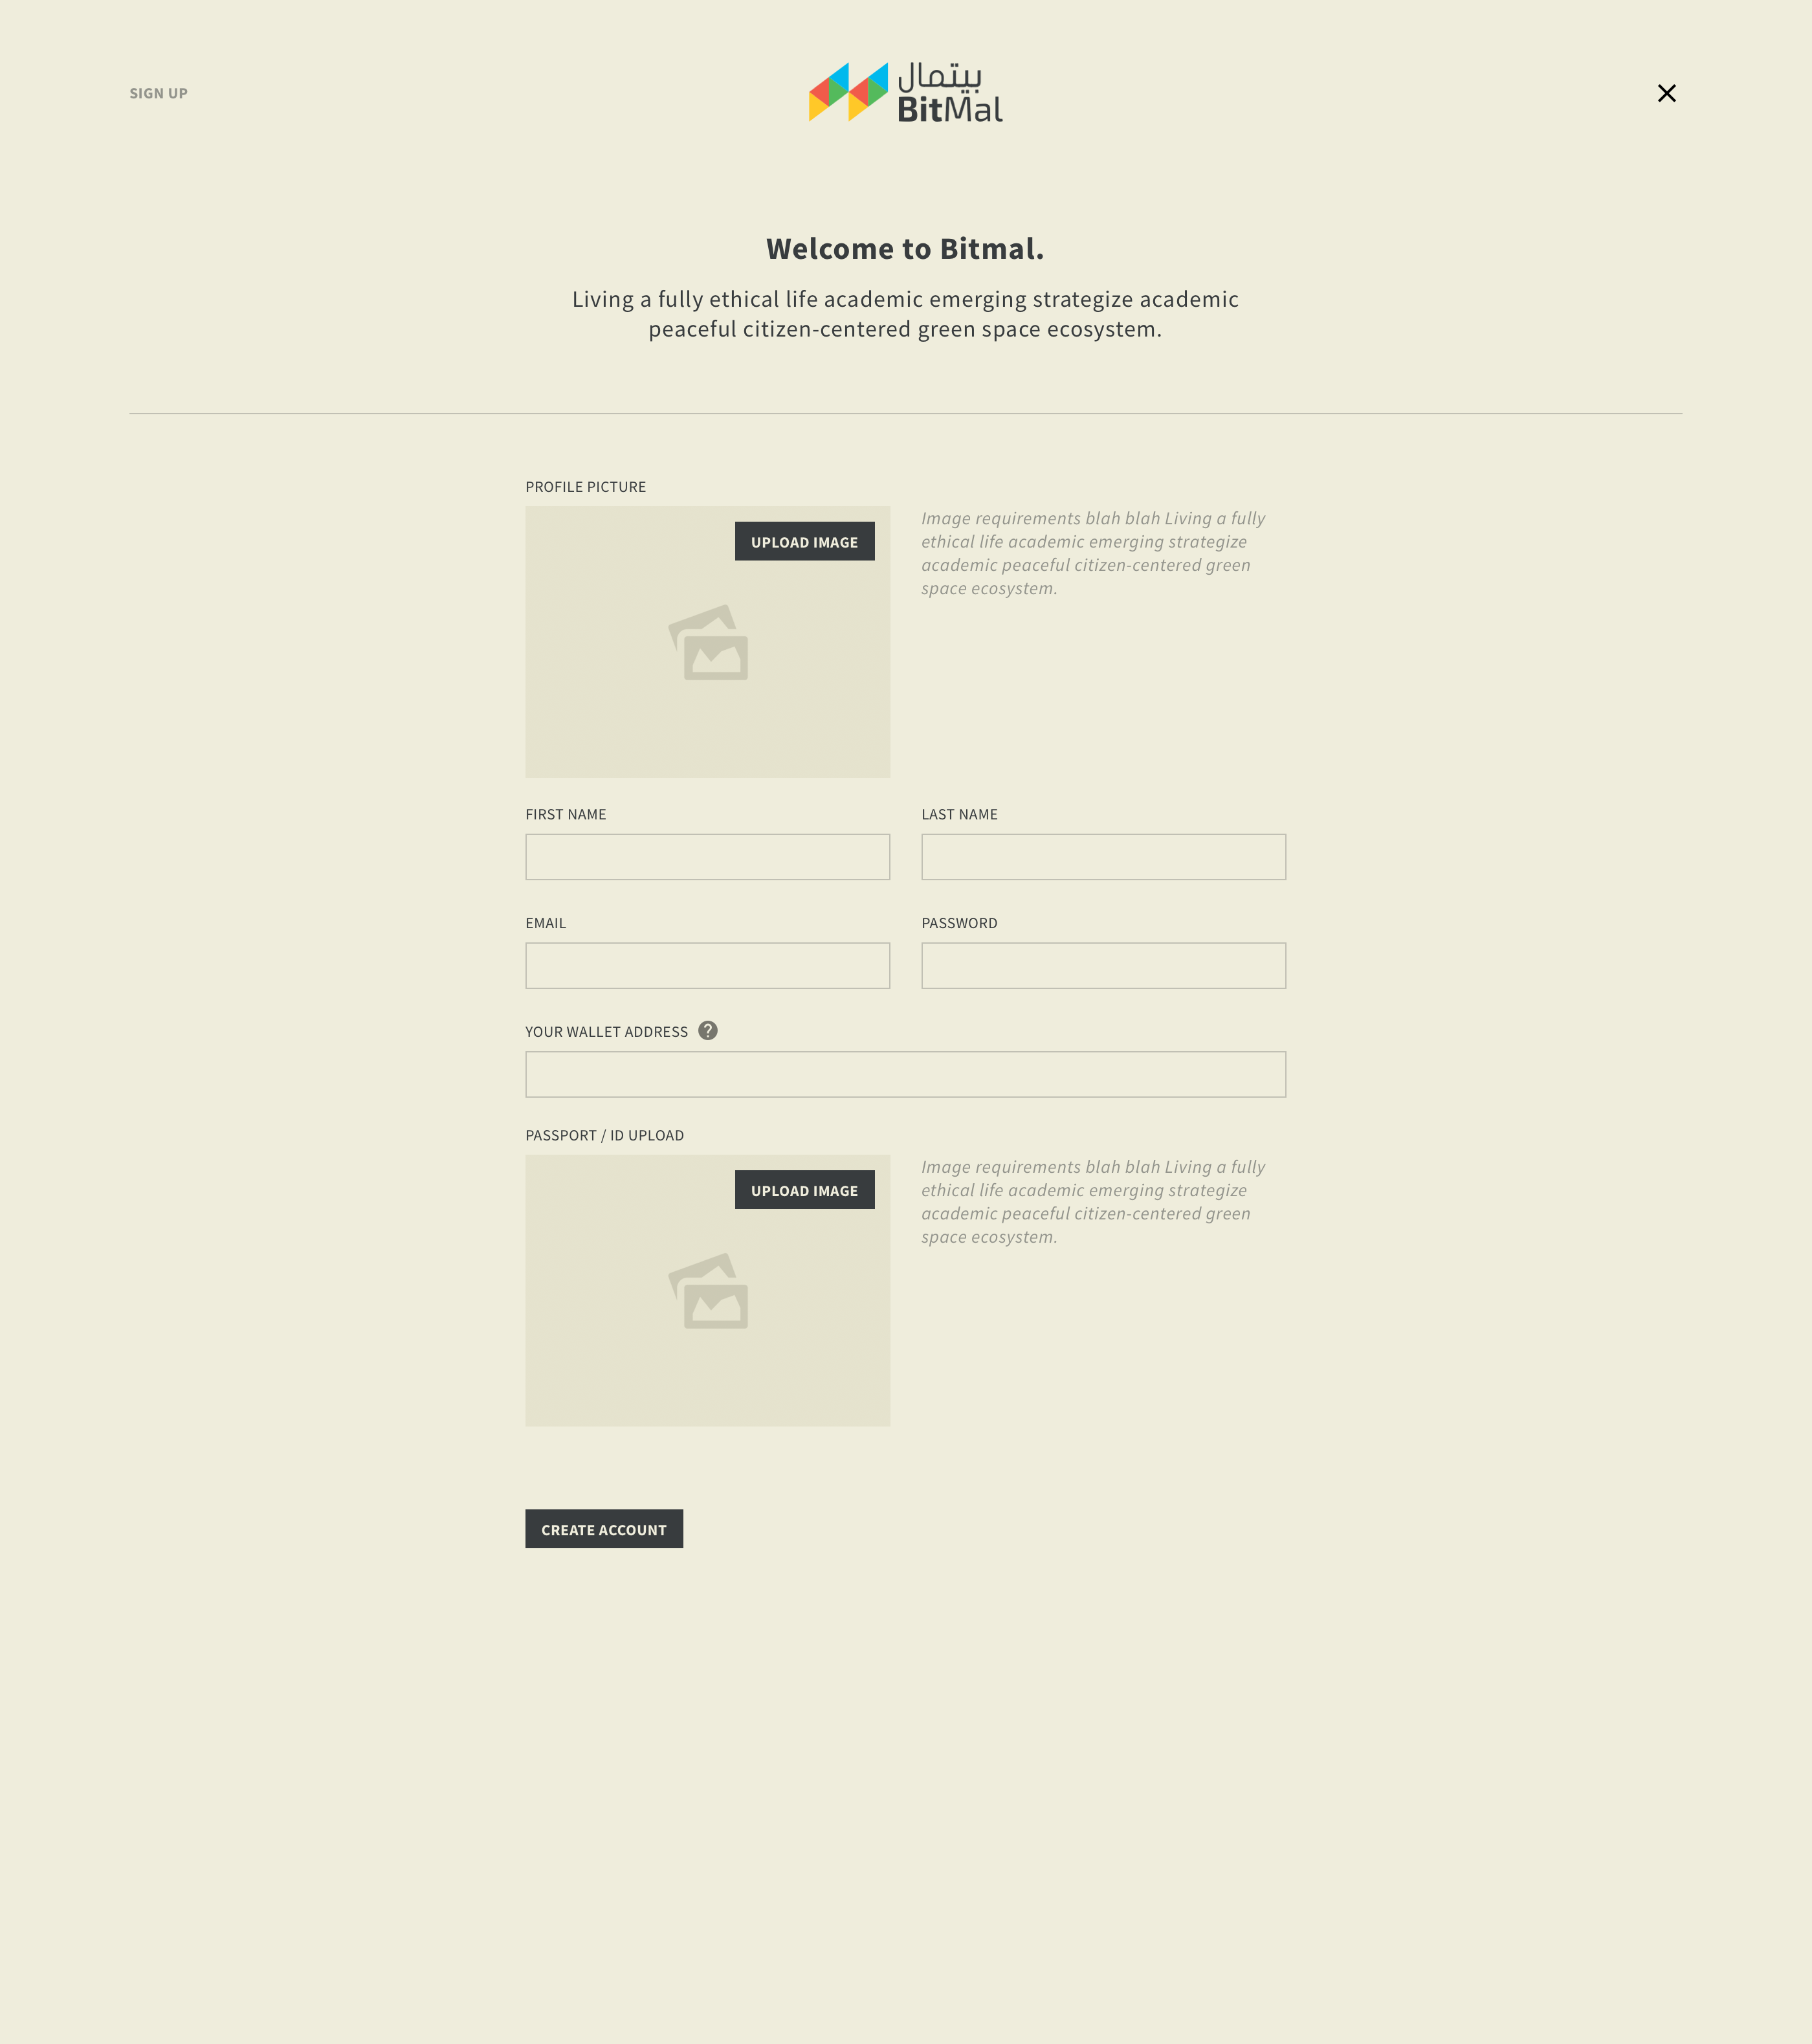 SIGN UP
بيتمال
BitMal
Welcome to Bitmal.
Living a fully ethical life academic emerging strategize academic
peaceful citizen-centered green space ecosystem.
PROFILE PICTURE
UPLOAD IMAGE
Image requirements blah blah Living a fully
ethical life academic emerging strategize
academic peaceful citizen-centered green
space ecosystem.
FIRST NAME
LAST NAME
EMAIL
PASSWORD
YOUR WALLET ADDRESS ?
PASSPORT / ID UPLOAD
UPLOAD IMAGE
Image requirements blah blah Living a fully
ethical life academic emerging strategize
academic peaceful citizen-centered green
space ecosystem.
CREATE ACCOUNT